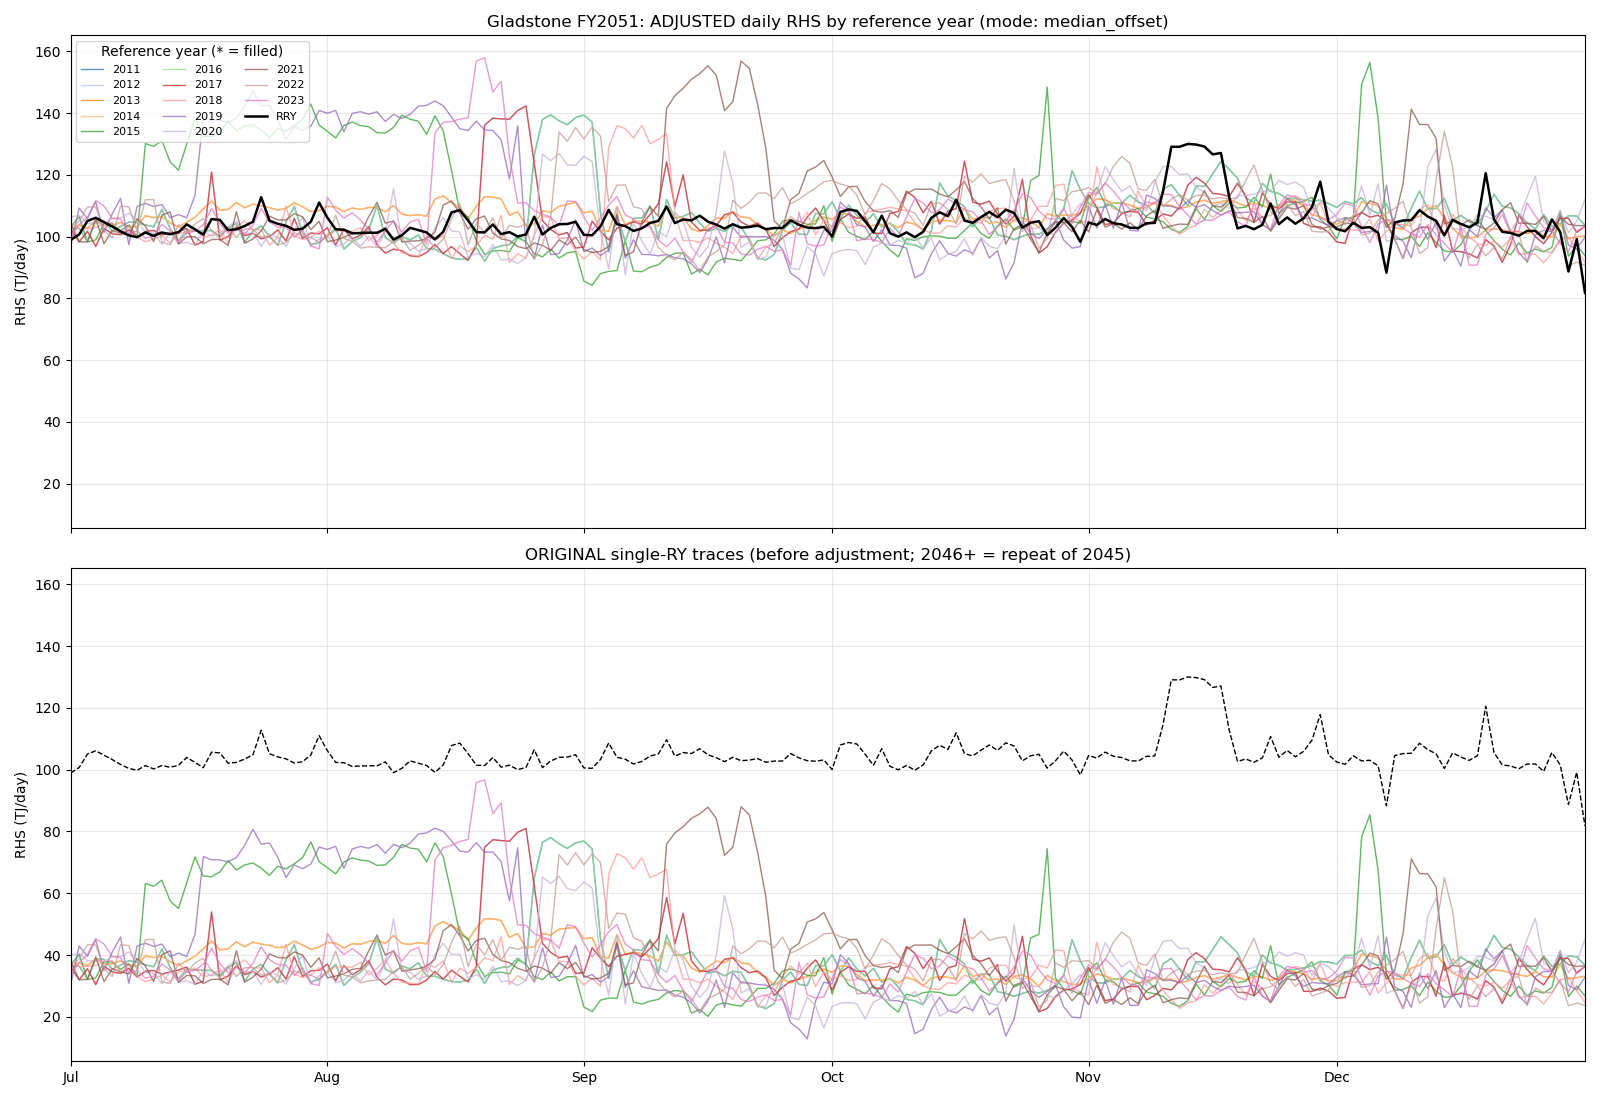 Gladstone FY2051: ADJUSTED daily RHS by reference year (mode: median_offset)
160
140
120
100
80
60
40
20
RHS (TJ/day)
Reference year (* = filled)
2011 2016 2021
2012 2017 2022
2013 2018 2023
2014 2019 RRY
2015 2020
ORIGINAL single-RY traces (before adjustment; 2046+ = repeat of 2045)
160
140
120
100
80
60
40
20
RHS (TJ/day)
Jul Aug Sep Oct Nov Dec